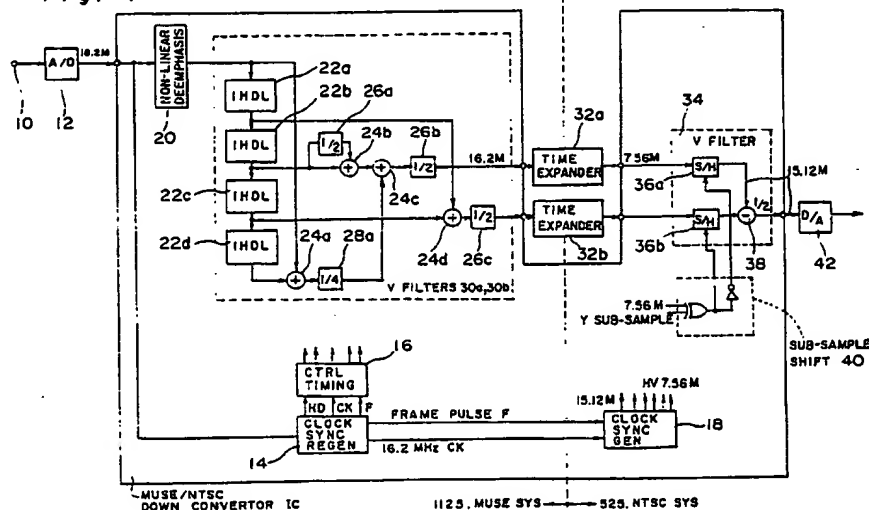 A/D
16.2M
10
12
NON-LINEAR DEEMPHASIS
20
1HDL
22a
1HDL
22b
26a
1/2
24b
26b
1/2
16.2M
24c
1HDL
22c
1HDL
22d
24a
28a
1/4
24d
1/2
26c
V FILTERS 30a,30b
32a
TIME EXPANDER
7.56M
TIME EXPANDER
32b
34
V FILTER
S/H
36a
15.12M
S/H
36b
1/2
38
D/A
42
7.56M
Y SUB-SAMPLE
SUB-SAMPLE SHIFT 40
16
CTRL TIMING
HD
CK
F
CLOCK SYNC REGEN
14
FRAME PULSE F
16.2 MHz CK
15.12M
HV 7.56M
CLOCK SYNC GEN
18
MUSE/NTSC DOWN CONVERTOR IC
1125, MUSE SYS
525, NTSC SYS